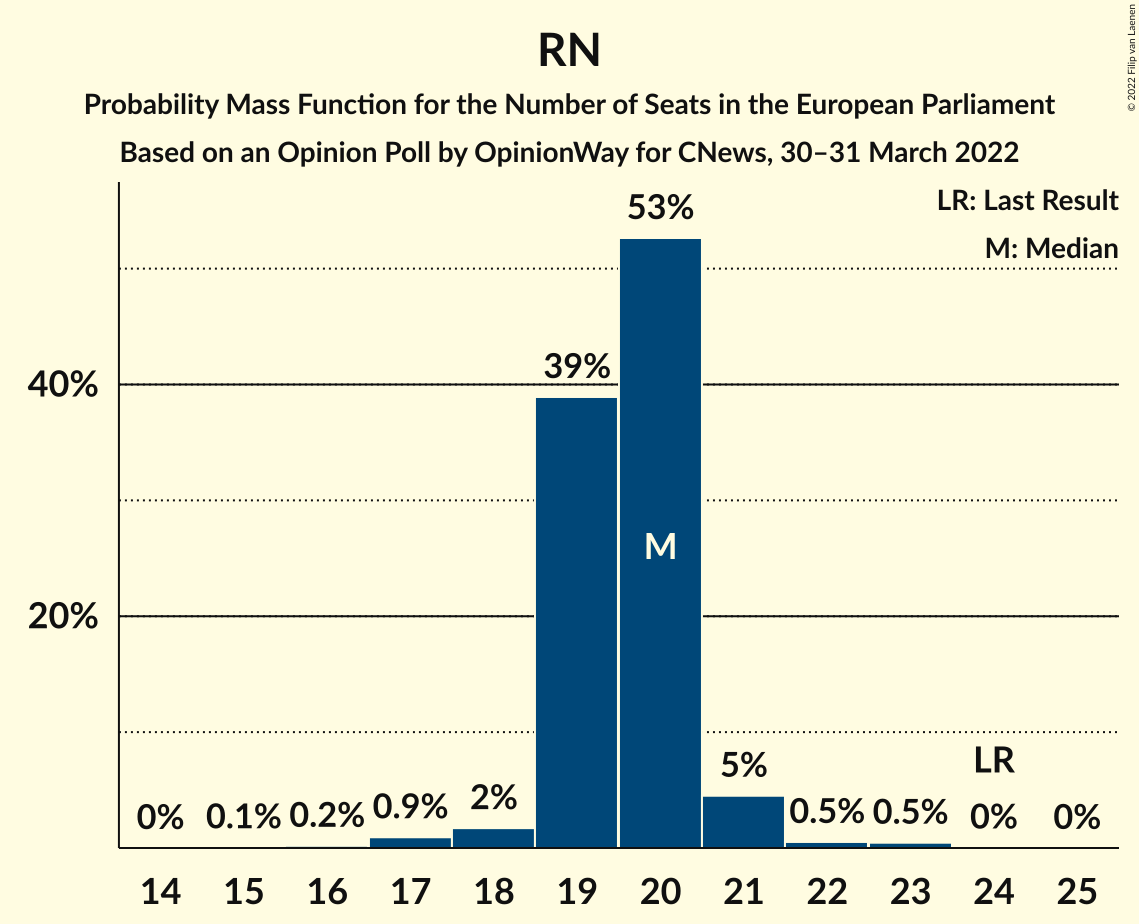 RN
Probability Mass Function for the Number of Seats in the European Parliament
Based on an Opinion Poll by OpinionWay for CNews, 30–31 March 2022
© 2022 Filip van Laenen
LR: Last Result
M: Median
53%
39%
40%
M
20%
LR
5%
2%
0% 0.1% 0.2% 0.9% 0.5% 0.5% 0% 0%
14 15 16 17 18 19 20 21 22 23 24 25